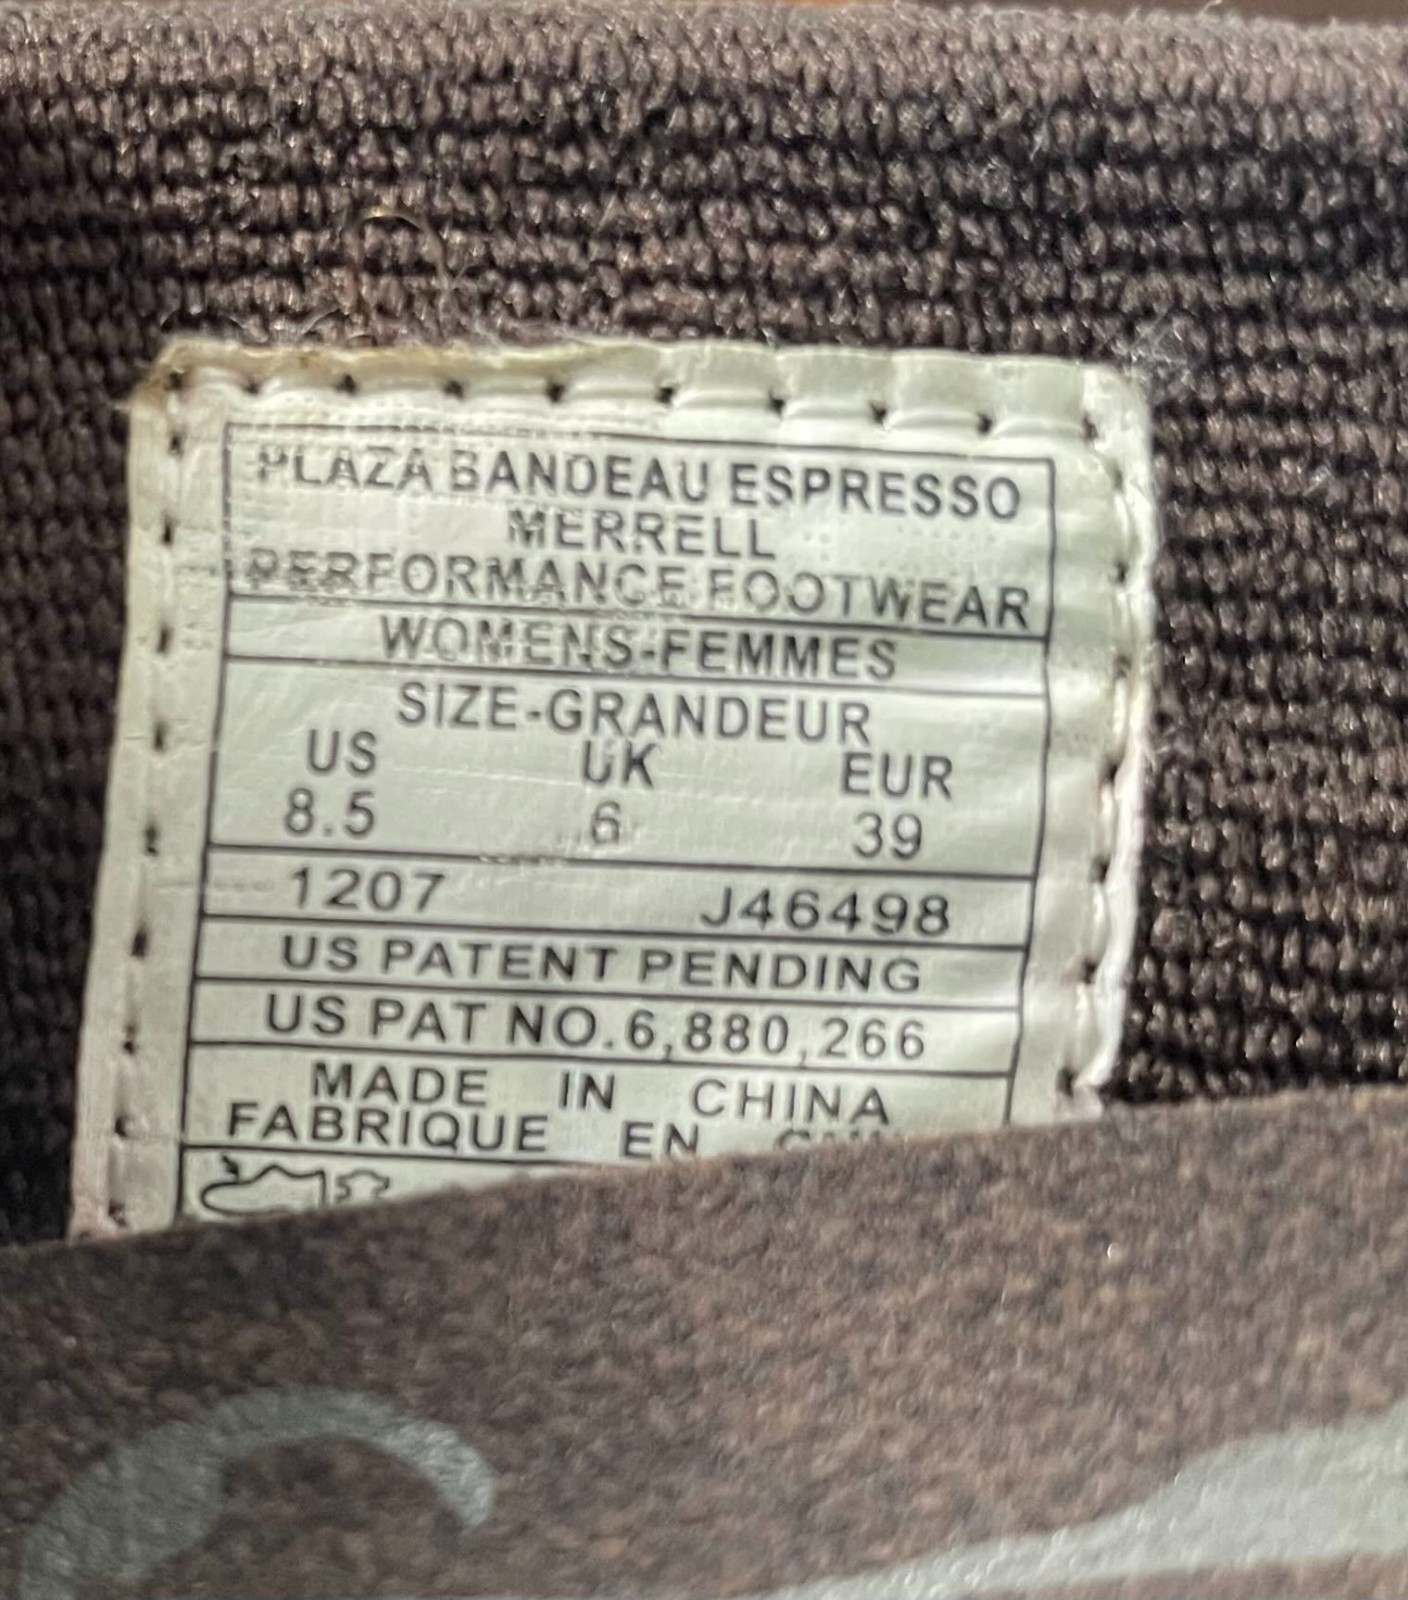 PLAZA BANDEAU ESPRESSO
MERRELL
PERFORMANCE FOOTWEAR
WOMENS-FEMMES
SIZE-GRANDEUR
US UK EUR
8.5 6 39
1207 J46498
US PATENT PENDING
US PAT NO.6,880,266
MADE IN CHINA
FABRIQUE EN